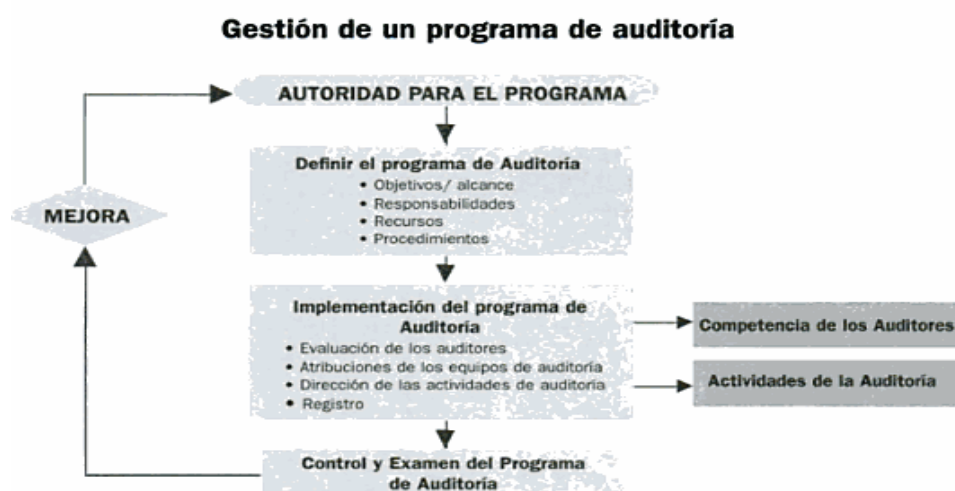 Gestión de un programa de auditoría
AUTORIDAD PARA EL PROGRAMA
Definir el programa de Auditoría
• Objetivos/ alcance
• Responsabilidades
• Recursos
• Procedimientos
MEJORA
Implementación del programa de
Auditoría
• Evaluación de los auditores
• Atribuciones de los equipos de auditoría
• Dirección de las actividades de auditoría
• Registro
Competencia de los Auditores
Actividades de la Auditoría
Control y Examen del Programa
de Auditoría